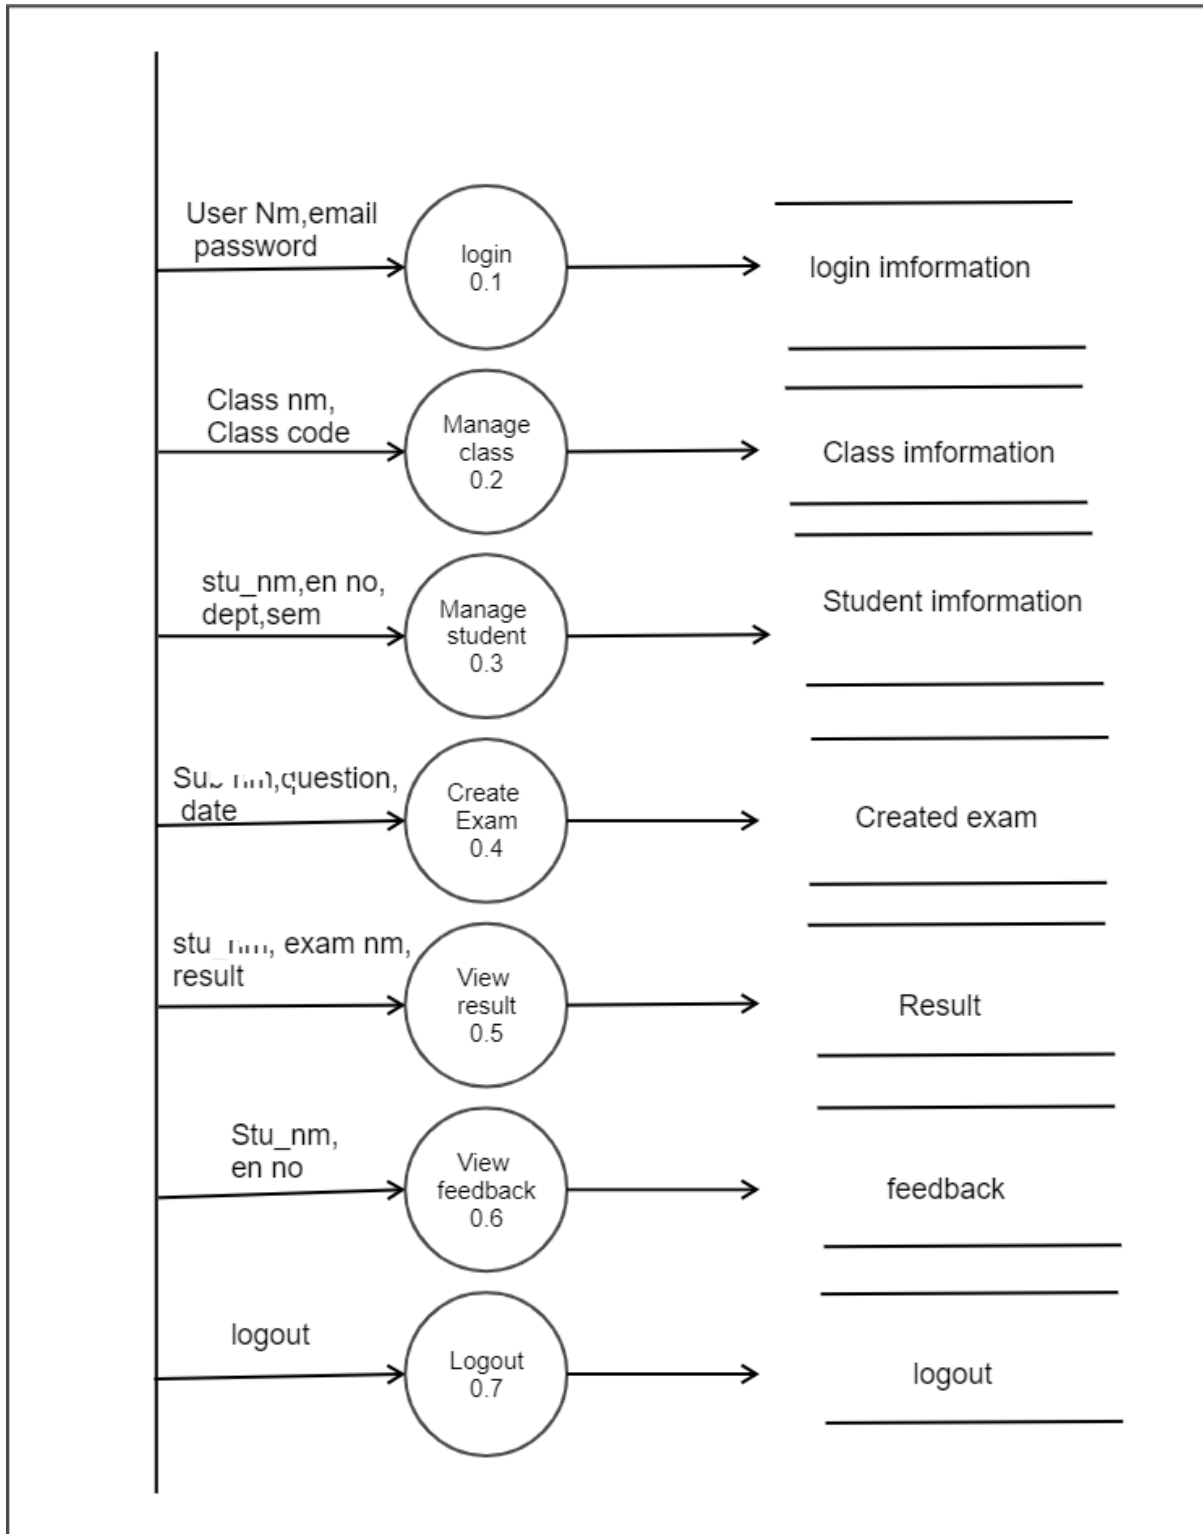 User Nm,email
password
login
0.1
login imformation
Class nm,
Class code
Manage
class
0.2
Class imformation
stu_nm,en no,
dept,sem
Manage
student
0.3
Student imformation
question,
date
Create
Exam
0.4
Created exam
exam nm,
result
View
result
0.5
Result
Stu_nm,
en no
View
feedback
0.6
feedback
logout
Logout
0.7
logout